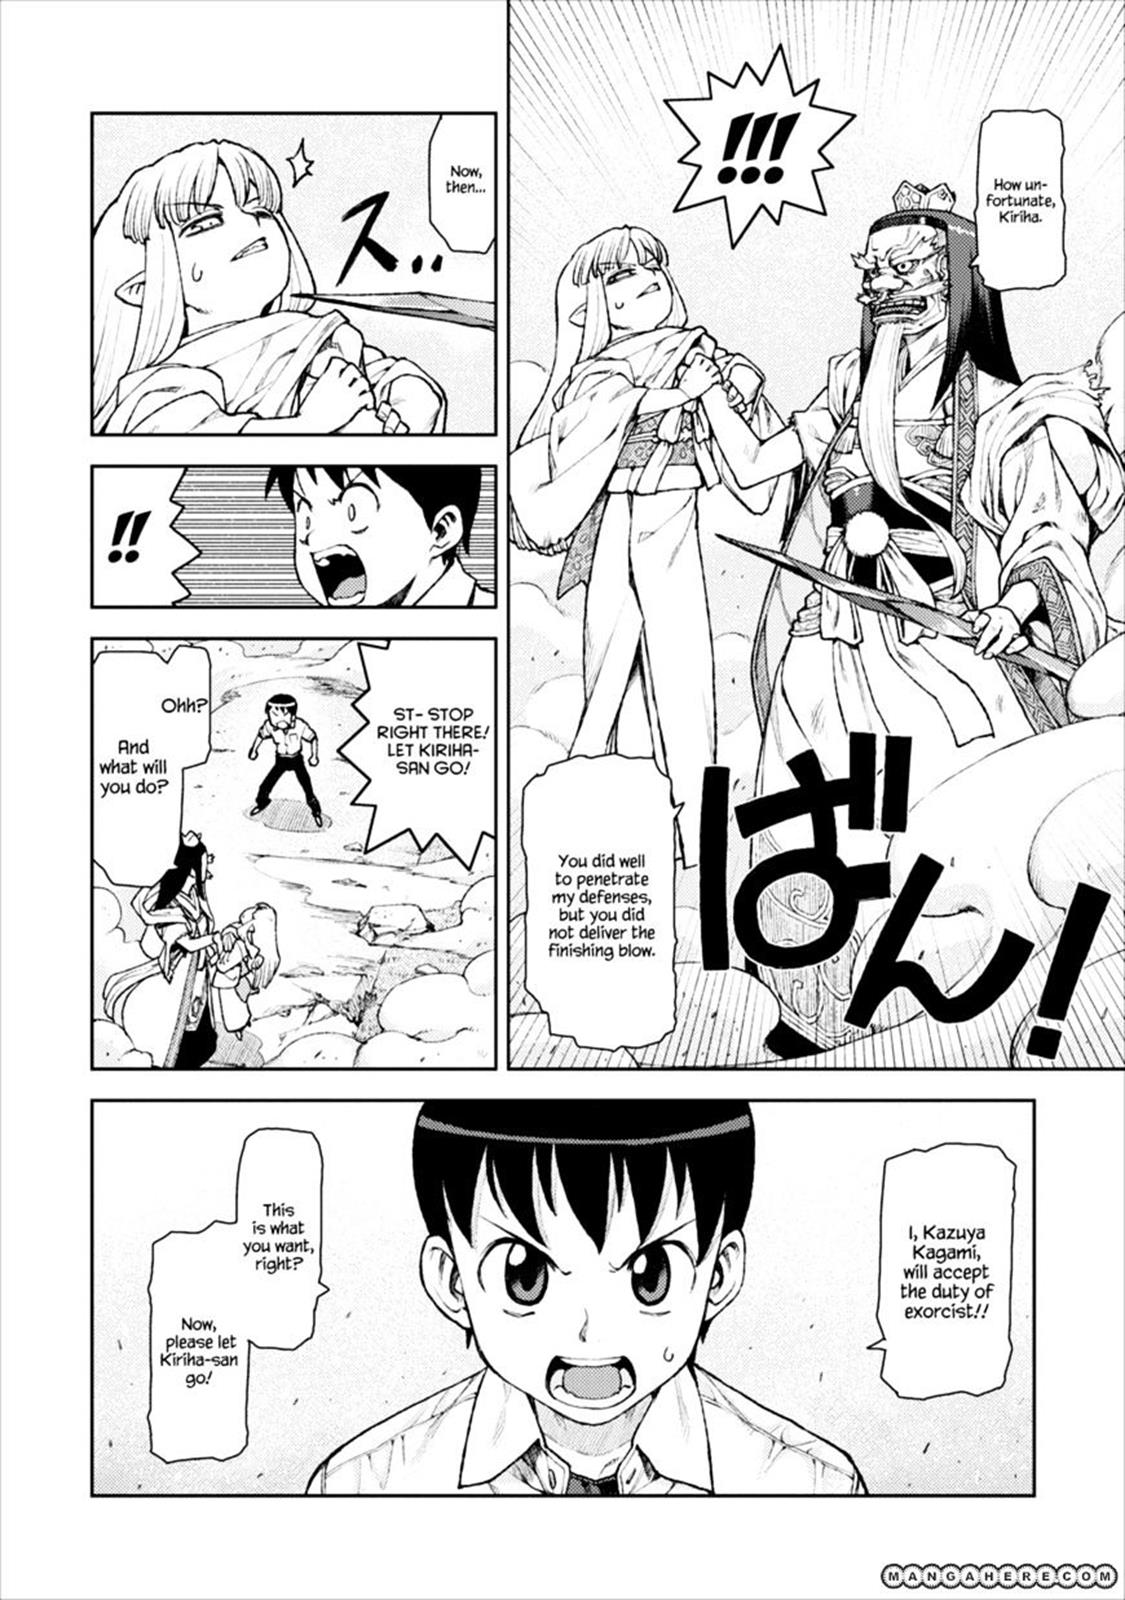 How un-
fortunate,
Kiriha.
!!!
You did well
to penetrate
my defenses,
but you did
not deliver the
finishing blow.
ばん!
Now,
then...
ス..
!!
ST- STOP
RIGHT THERE!
LET KIRIHA-
SAN GO!
Ohh?
And
what will
you do?
I, Kazuya
Kagami,
will accept
the duty of
exorcist!!
This
is what
you want,
right?
Now,
please let
Kiriha-san
go!
MANGAHERE.COM